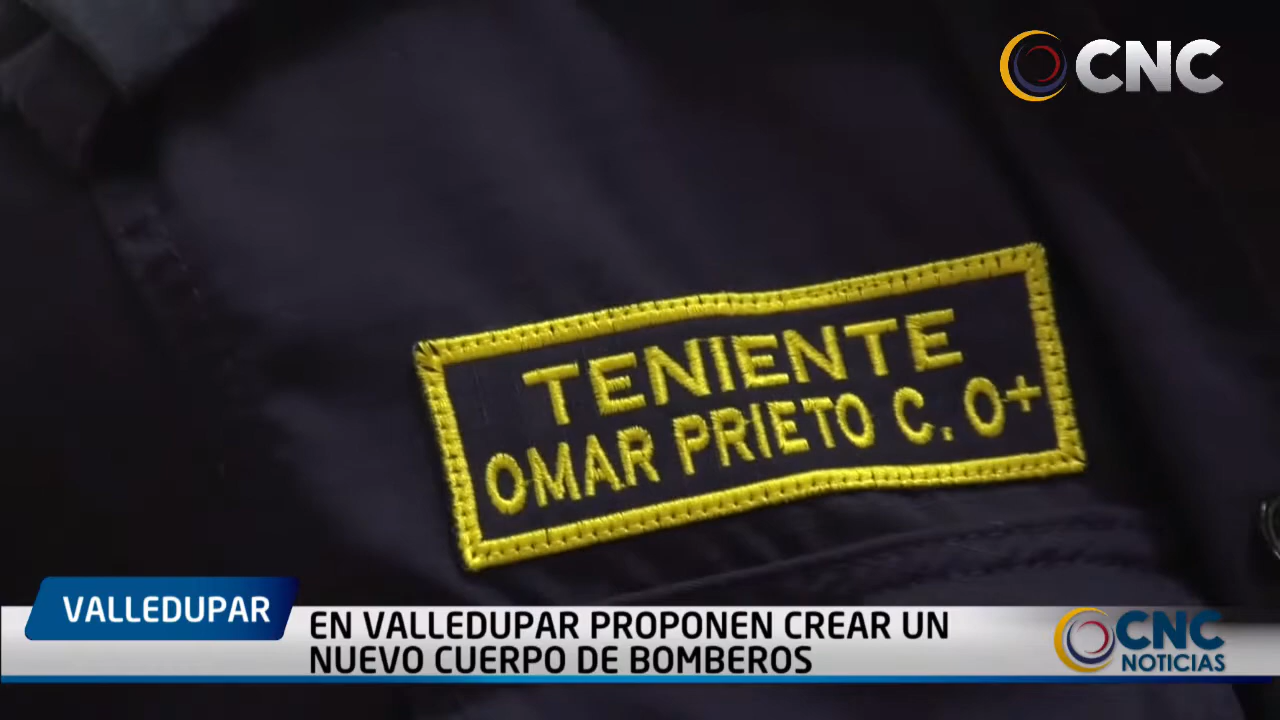 CNC
TENIENTE
OMAR PRIETO C. O+
VALLEDUPAR
EN VALLEDUPAR PROPONEN CREAR UN
NUEVO CUERPO DE BOMBEROS
CNC
NOTICIAS